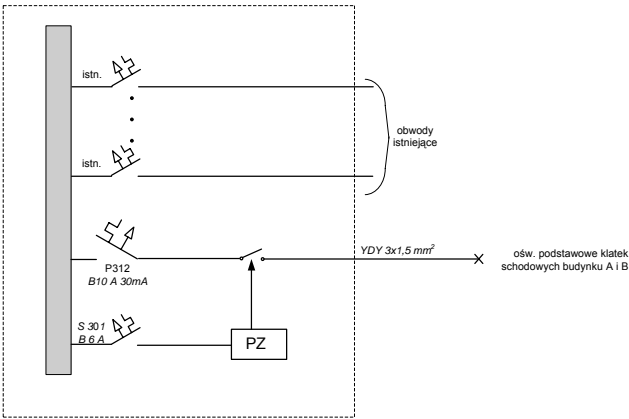 istn.
istn.
obwody
istniejące
P312
B10 A 30mA
YDY 3x1,5 mm²
ośw. podstawowe klatek
schodowych budynku A i B
S 301
B 6 A
PZ